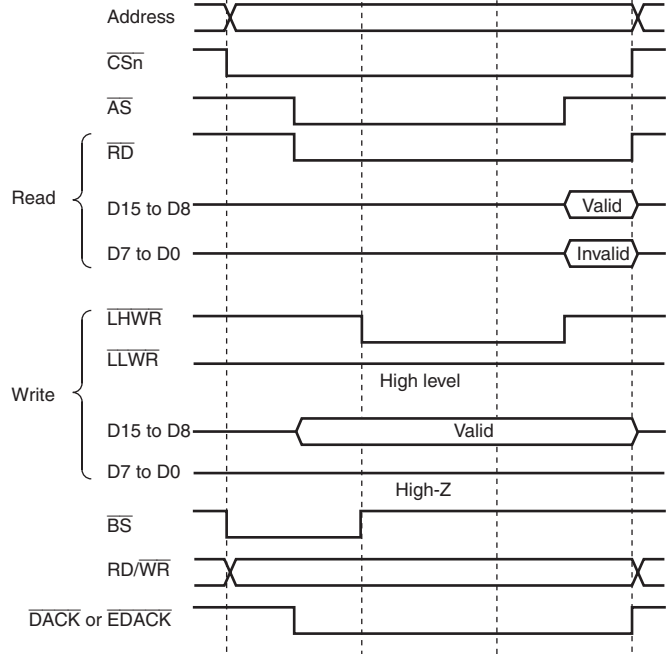 Address
CSn
AS
RD
Read
D15 to D8
Valid
D7 to D0
Invalid
LHWR
LLWR
High level
Write
D15 to D8
Valid
D7 to D0
High-Z
BS
RD/WR
DACK or EDACK